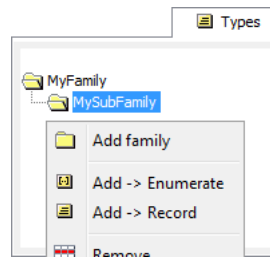 Types
MyFamily
MySubFamily
Add family
Add -> Enumerate
Add -> Record
Remove